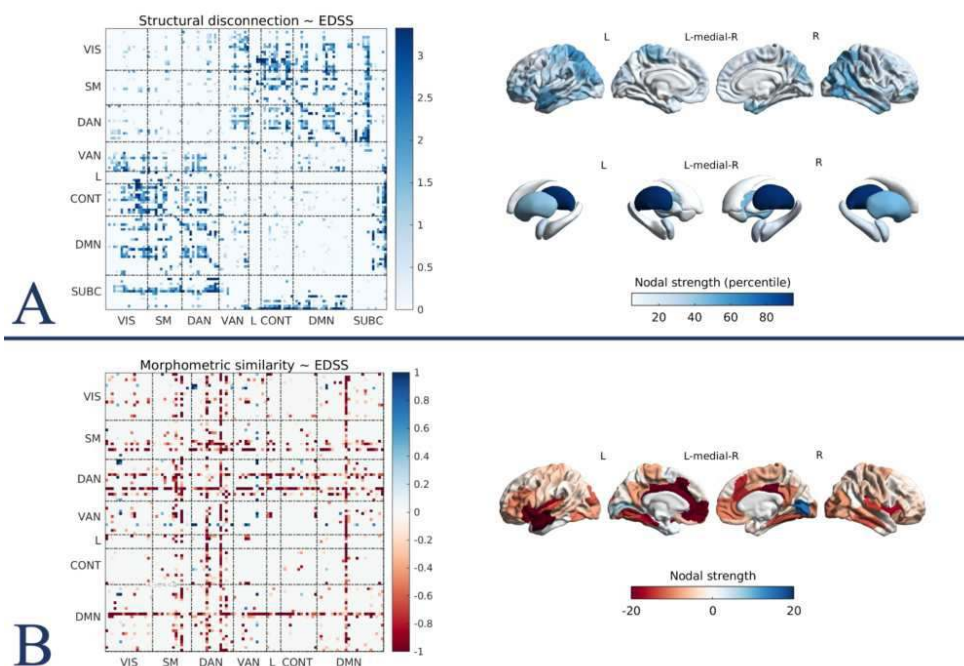 Structural disconnection ~ EDSS
VIS
SM
DAN
VAN
L
CONT
DMN
SUBC
VIS SM DAN VAN L CONT DMN SUBC
3
2.5
2
1.5
1
0.5
0
L L-medial-R R
L L-medial-R R
Nodal strength (percentile)
20 40 60 80
A
Morphometric similarity ~ EDSS
VIS
SM
DAN
VAN
L
CONT
DMN
VIS SM DAN VAN L CONT DMN
1
0.8
0.6
0.4
0.2
0
-0.2
-0.4
-0.6
-0.8
-1
L L-medial-R R
Nodal strength
-20 0 20
B